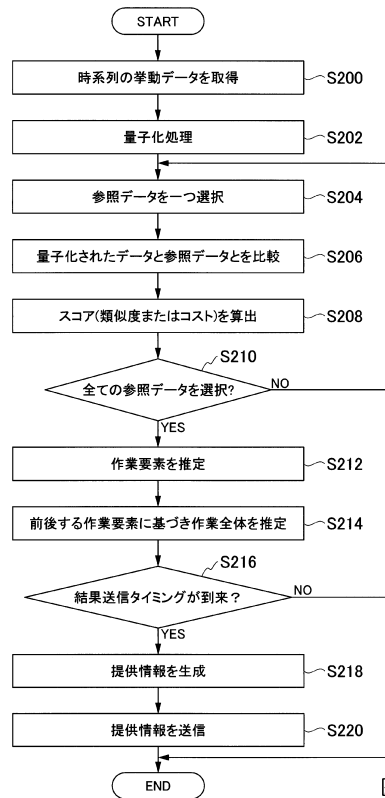 START
時系列の挙動データを取得 S200
量子化処理 S202
参照データを一つ選択 S204
量子化されたデータと参照データとを比較 S206
スコア(類似度またはコスト)を算出 S208
S210
全ての参照データを選択? NO
YES
作業要素を推定 S212
前後する作業要素に基づき作業全体を推定 S214
S216
結果送信タイミングが到来? NO
YES
提供情報を生成 S218
提供情報を送信 S220
END